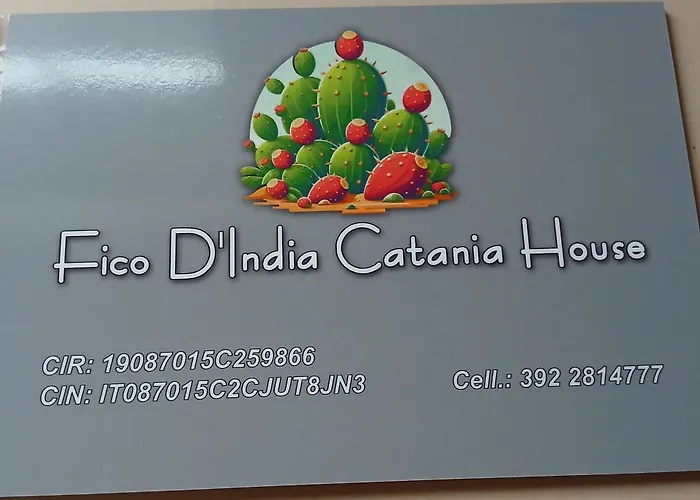 Fico D'India Catania House
CIR: 19087015C259866
CIN: IT087015C2CJUT8JN3
Cell.: 392 2814777